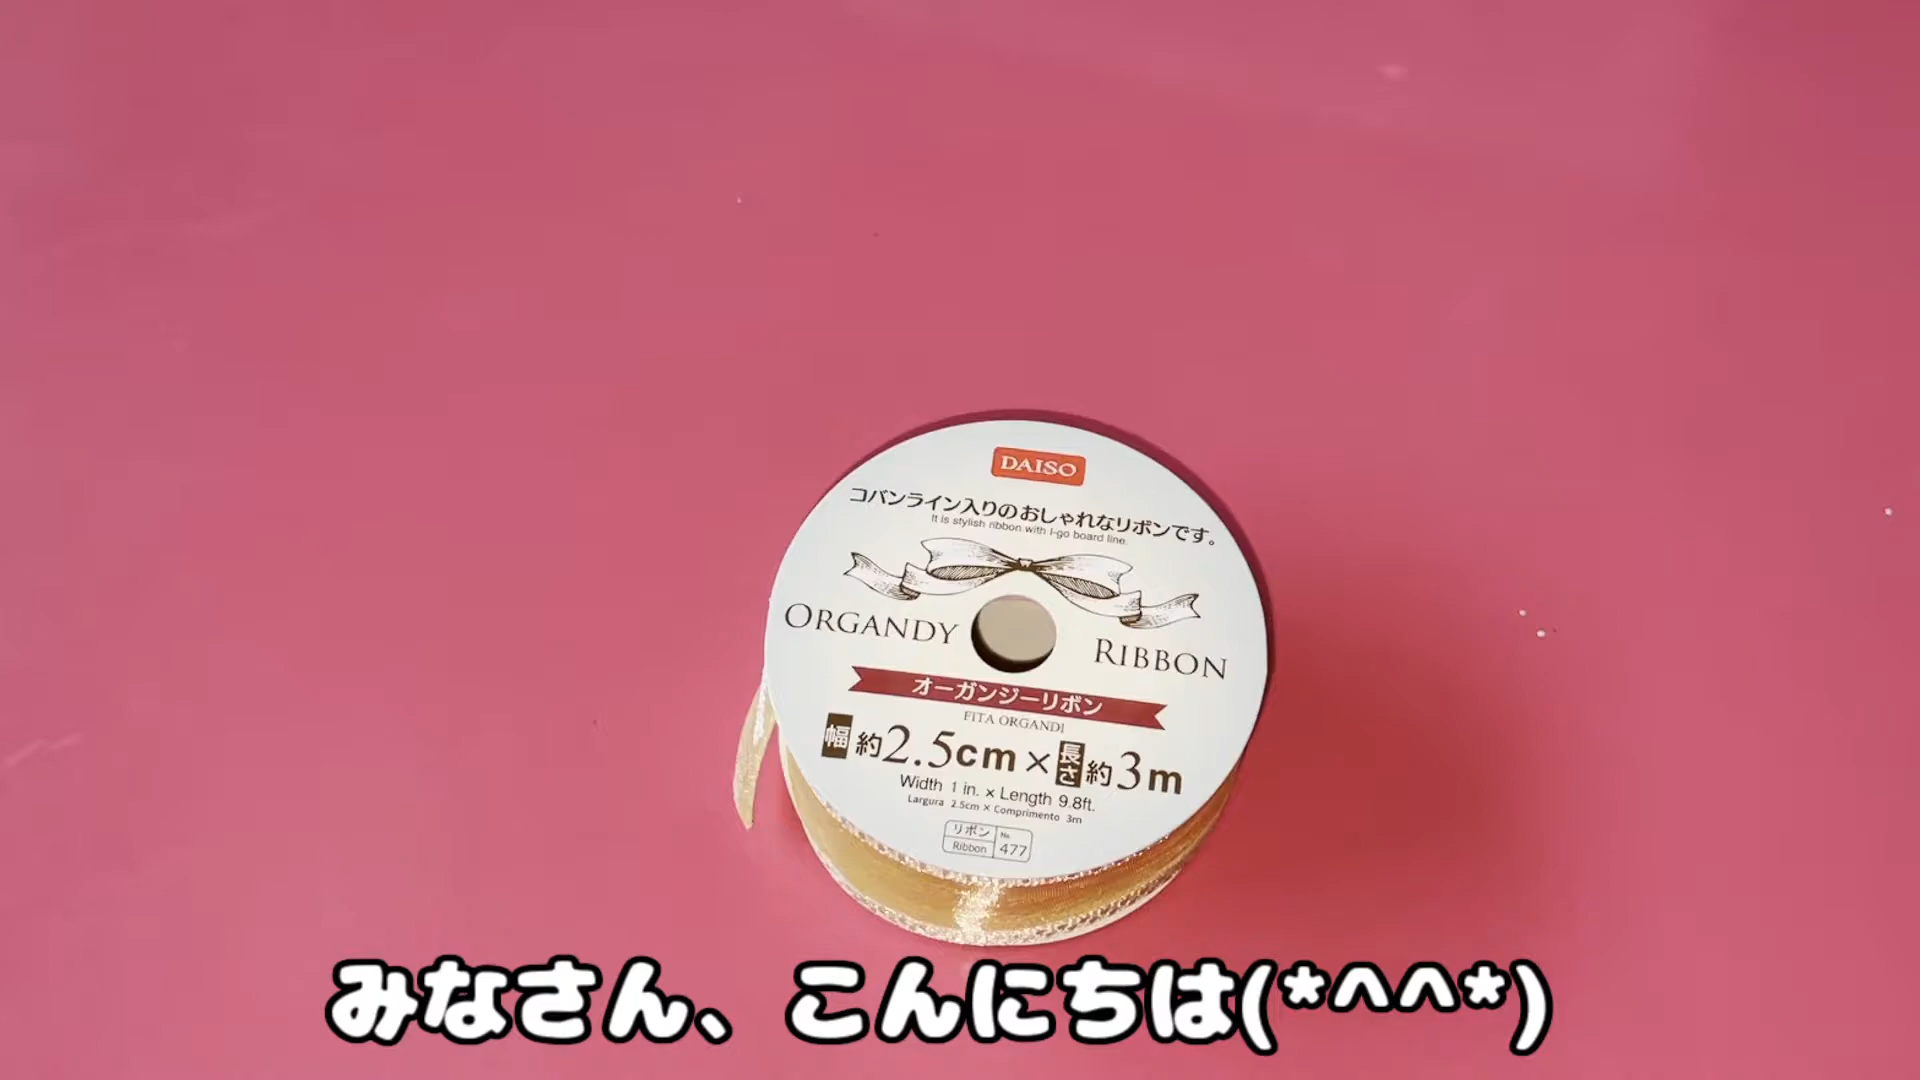 DAISO
コバンライン入りのおしゃれなリボンです。
It is stylish ribbon with I-go board line.
ORGANDY RIBBON
オーガンジーリボン
FITA ORGANDI
幅 約2.5cm×長さ 約3m
Width 1 in. × Length 9.8ft.
Largura 2.5cm × Comprimento 3m
リボン No.
Ribbon 477
みなさん、こんにちは(*^^*)